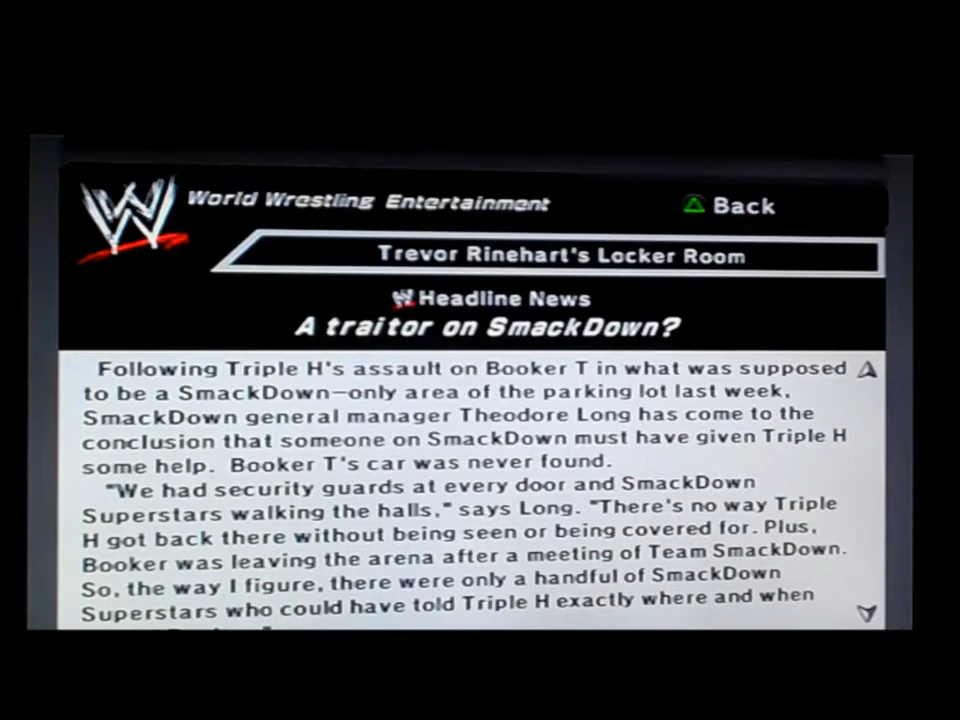 World Wrestling Entertainment
Back
Trevor Rinehart's Locker Room
Headline News
A traitor on SmackDown?
Following Triple H's assault on Booker T in what was supposed
to be a SmackDown—only area of the parking lot last week,
SmackDown general manager Theodore Long has come to the
conclusion that someone on SmackDown must have given Triple H
some help. Booker T's car was never found.
"We had security guards at every door and SmackDown
Superstars walking the halls," says Long. "There's no way Triple
H got back there without being seen or being covered for. Plus,
Booker was leaving the arena after a meeting of Team SmackDown.
So, the way I figure, there were only a handful of SmackDown
Superstars who could have told Triple H exactly where and when